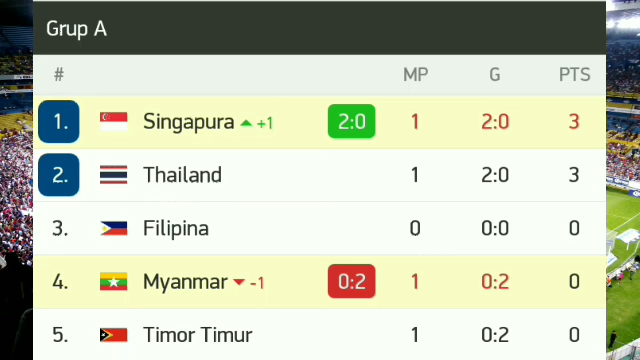 Grup A
# MP G PTS
1. Singapura +1 2:0 1 2:0 3
2. Thailand 1 2:0 3
3. Filipina 0 0:0 0
4. Myanmar -1 0:2 1 0:2 0
5. Timor Timur 1 0:2 0